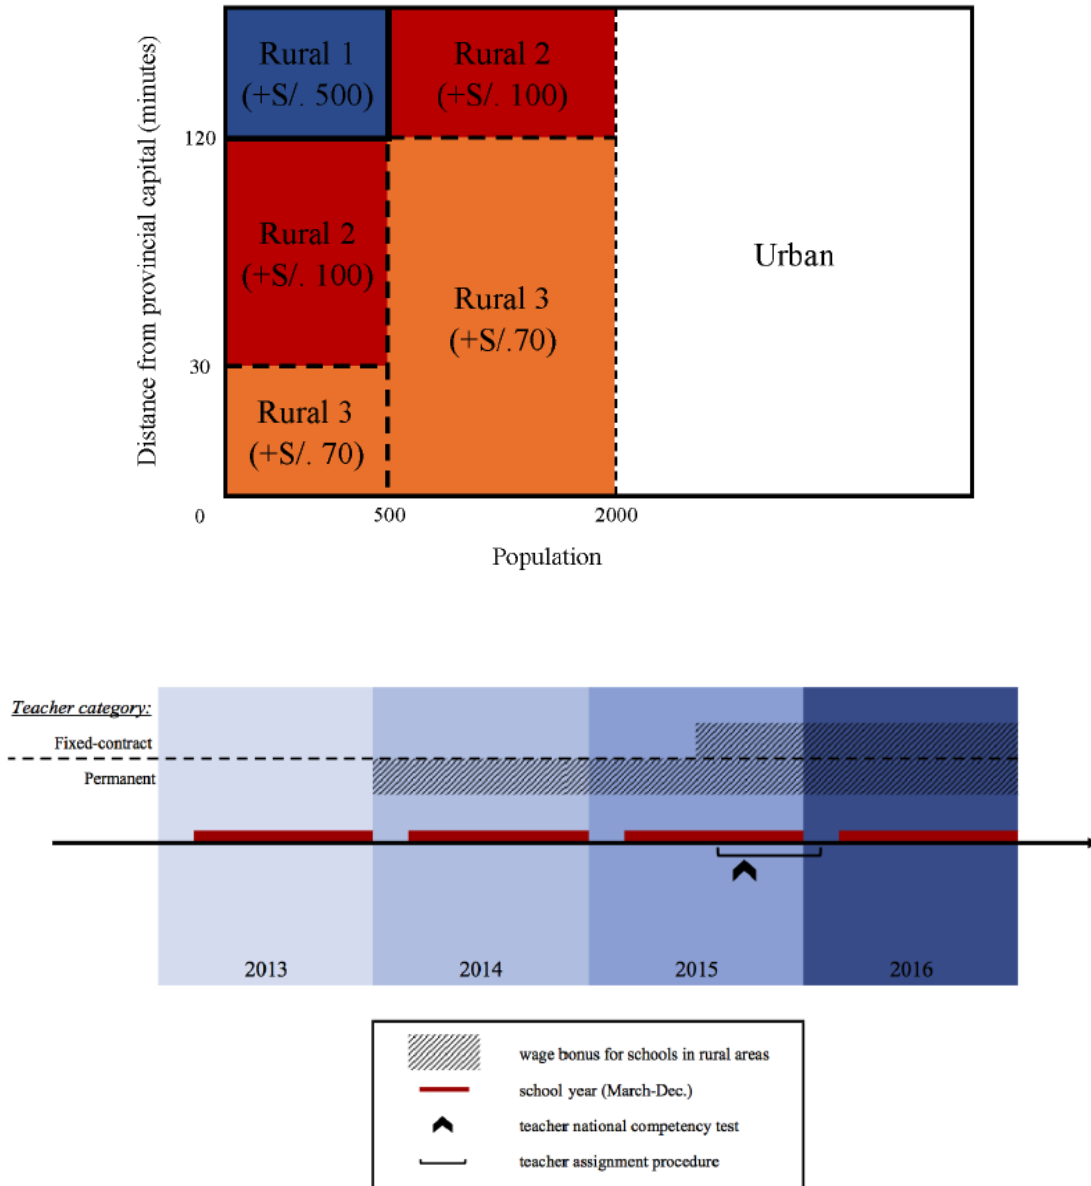 Distance from provincial capital (minutes)
Rural 1
(+S/. 500)
Rural 2
(+S/. 100)
120
Rural 2
(+S/. 100)
Urban
Rural 3
(+S/.70)
30
Rural 3
(+S/. 70)
0
500
2000
Population
Teacher category:
Fixed-contract
Permanent
2013
2014
2015
2016
wage bonus for schools in rural areas
school year (March-Dec.)
teacher national competency test
teacher assignment procedure